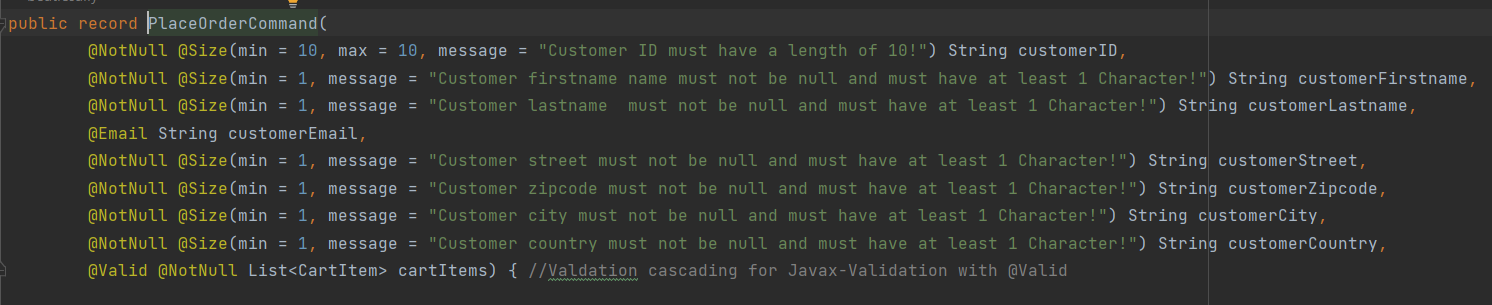 public record PlaceOrderCommand(
@NotNull @Size(min = 10, max = 10, message = "Customer ID must have a length of 10!") String customerID,
@NotNull @Size(min = 1, message = "Customer firstname name must not be null and must have at least 1 Character!") String customerFirstname,
@NotNull @Size(min = 1, message = "Customer lastname  must not be null and must have at least 1 Character!") String customerLastname,
@Email String customerEmail,
@NotNull @Size(min = 1, message = "Customer street must not be null and must have at least 1 Character!") String customerStreet,
@NotNull @Size(min = 1, message = "Customer zipcode must not be null and must have at least 1 Character!") String customerZipcode,
@NotNull @Size(min = 1, message = "Customer city must not be null and must have at least 1 Character!") String customerCity,
@NotNull @Size(min = 1, message = "Customer country must not be null and must have at least 1 Character!") String customerCountry,
@Valid @NotNull List<CartItem> cartItems) { //Valdation cascading for Javax-Validation with @Valid